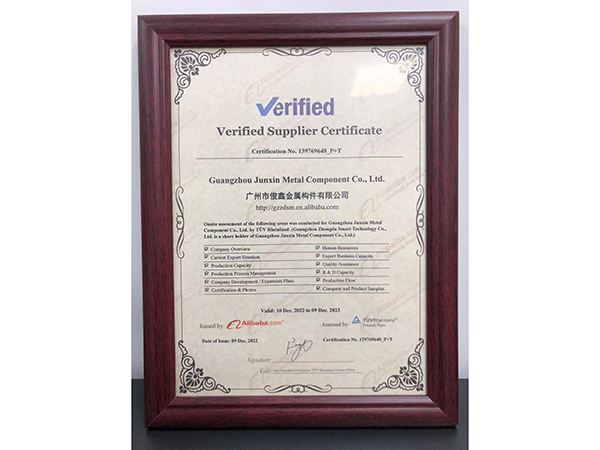 Verified
Verified Supplier Certificate
Certification No. 139769648_P+T
Guangzhou Junxin Metal Component Co., Ltd.
广州市俊鑫金属构件有限公司
http://gzzdsm.en.alibaba.com
Onsite assessment of the following areas was conducted for Guangzhou Junxin Metal
Component Co., Ltd. by TÜV Rheinland. (Guangzhou Zhongda Smart Technology Co.,
Ltd. is a share holder of Guangzhou Junxin Metal Component Co., Ltd.)
Company Overview
Human Resources
Current Export Situation
Export Business Capacity
Production Capacity
Quality Assurance
Production Process Management
R & D Capacity
Company Development / Expansion Plans
Production Flow
Certification & Photos
Company and Product Samples
Valid: 10 Dec. 2022 to 09 Dec. 2023
Issued by: Alibaba.com
Assessed by TÜVRheinland
Precisely Right.
Date of Issue: 09 Dec. 2022
Certification No. 139769648_P+T
Signature:
Title: